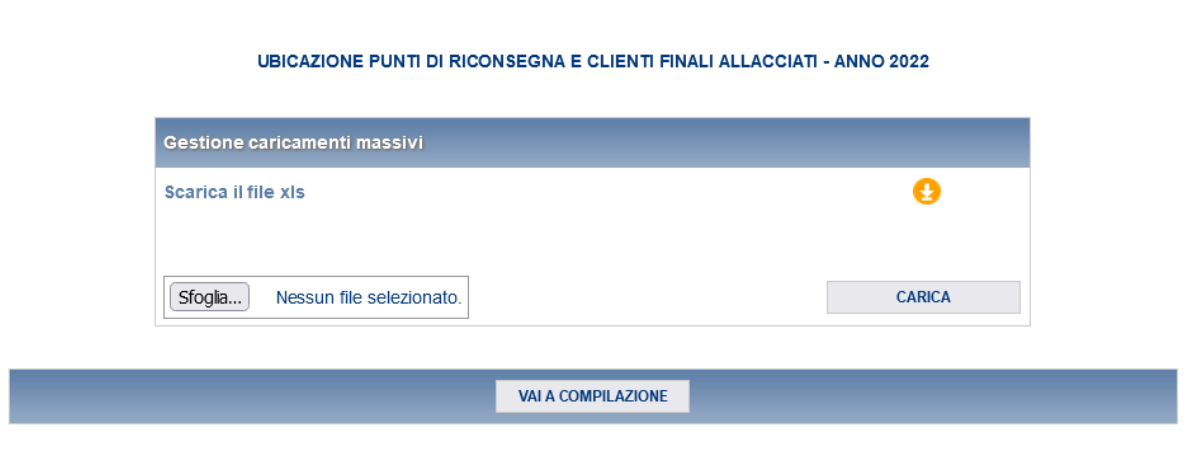 UBICAZIONE PUNTI DI RICONSEGNA E CLIENTI FINALI ALLACCIATI - ANNO 2022
Gestione caricamenti massivi
Scarica il file xls
Sfoglia... Nessun file selezionato.
CARICA
VAI A COMPILAZIONE